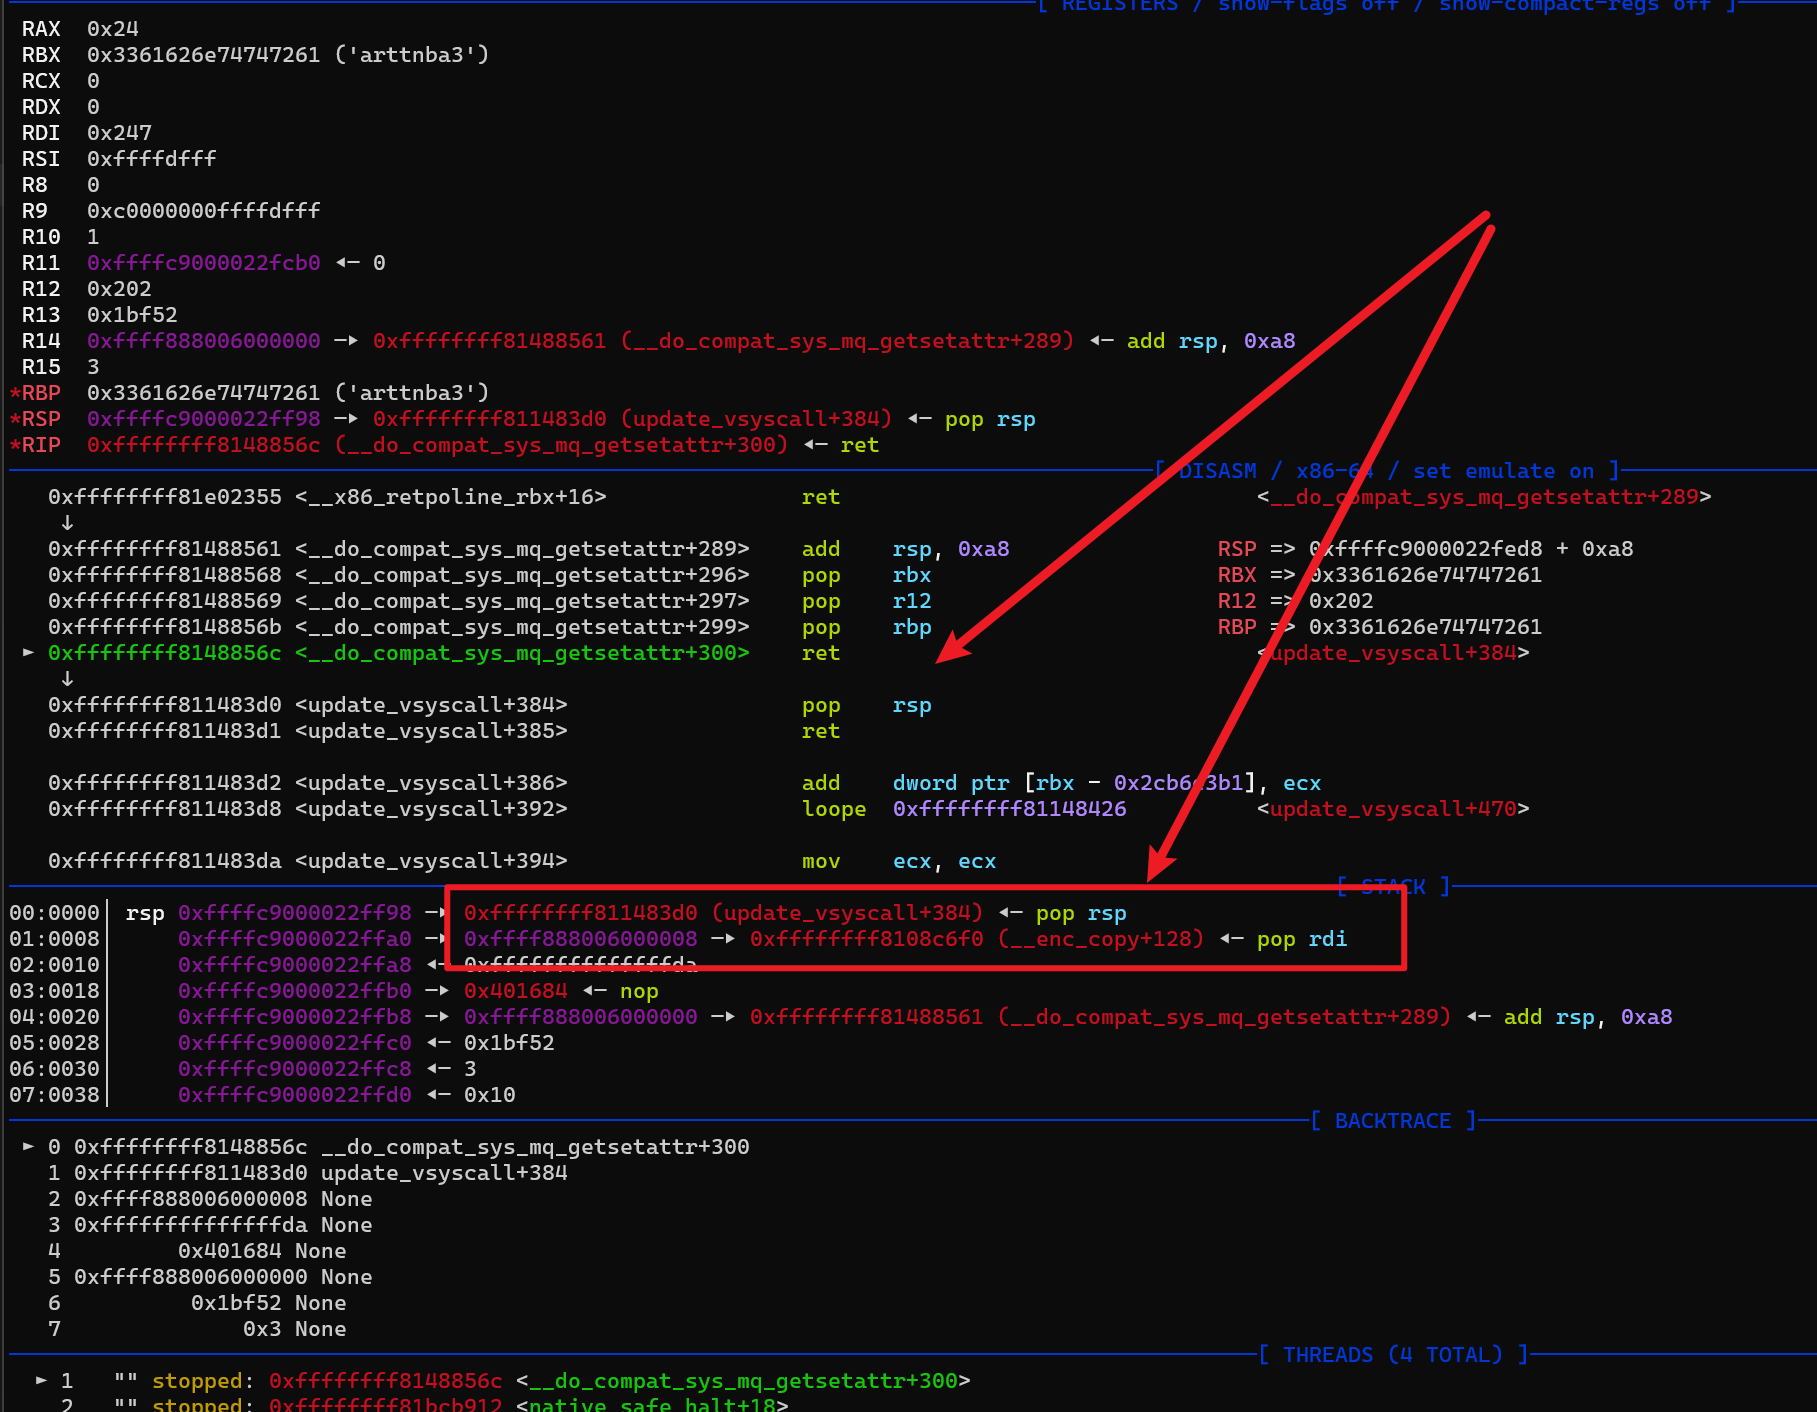 [ REGISTERS / show-flags off / show-compact-regs off ]
RAX  0x24
RBX  0x3361626e74747261 ('arttnba3')
RCX  0
RDX  0
RDI  0x247
RSI  0xffffdfff
R8   0
R9   0xc0000000ffffdfff
R10  1
R11  0xffffc9000022fcb0 ◂— 0
R12  0x202
R13  0x1bf52
R14  0xffff888006000000 —▸ 0xffffffff81488561 (__do_compat_sys_mq_getsetattr+289) ◂— add rsp, 0xa8
R15  3
*RBP  0x3361626e74747261 ('arttnba3')
*RSP  0xffffc9000022ff98 —▸ 0xffffffff811483d0 (update_vsyscall+384) ◂— pop rsp
*RIP  0xffffffff8148856c (__do_compat_sys_mq_getsetattr+300) ◂— ret
[ DISASM / x86-64 / set emulate on ]
0xffffffff81e02355 <__x86_retpoline_rbx+16> ret <__do_compat_sys_mq_getsetattr+289>
↓
0xffffffff81488561 <__do_compat_sys_mq_getsetattr+289> add rsp, 0xa8 RSP => 0xffffc9000022fed8 + 0xa8
0xffffffff81488568 <__do_compat_sys_mq_getsetattr+296> pop rbx RBX => 0x3361626e74747261
0xffffffff81488569 <__do_compat_sys_mq_getsetattr+297> pop r12 R12 => 0x202
0xffffffff8148856b <__do_compat_sys_mq_getsetattr+299> pop rbp RBP => 0x3361626e74747261
► 0xffffffff8148856c <__do_compat_sys_mq_getsetattr+300> ret <update_vsyscall+384>
↓
0xffffffff811483d0 <update_vsyscall+384> pop rsp
0xffffffff811483d1 <update_vsyscall+385> ret
0xffffffff811483d2 <update_vsyscall+386> add dword ptr [rbx - ecx
0xffffffff811483d8 <update_vsyscall+392> loope 0xffffffff81148426 <update_vsyscall+470>
0xffffffff811483da <update_vsyscall+394> mov ecx, ecx
[ STACK ]
00:0000│ rsp 0xffffc9000022ff98 —▸ 0xffffffff811483d0 (update_vsyscall+384) ◂— pop rsp
01:0008│ 0xffffc9000022ffa0 —▸ 0xffff888006000008 —▸ 0xffffffff8108c6f0 (__enc_copy+128) ◂— pop rdi
02:0010│ 0xffffc9000022ffa8 ◂— 0xffffffffffffffda
03:0018│ 0xffffc9000022ffb0 —▸ 0x401684 ◂— nop
04:0020│ 0xffffc9000022ffb8 —▸ 0xffff888006000000 —▸ 0xffffffff81488561 (__do_compat_sys_mq_getsetattr+289) ◂— add rsp, 0xa8
05:0028│ 0xffffc9000022ffc0 ◂— 0x1bf52
06:0030│ 0xffffc9000022ffc8 ◂— 3
07:0038│ 0xffffc9000022ffd0 ◂— 0x10
[ BACKTRACE ]
► 0 0xffffffff8148856c __do_compat_sys_mq_getsetattr+300
1 0xffffffff811483d0 update_vsyscall+384
2 0xffff888006000008 None
3 0xffffffffffffffda None
4 0x401684 None
5 0xffff888006000000 None
6 0x1bf52 None
7 0x3 None
[ THREADS (4 TOTAL) ]
► 1 "" stopped: 0xffffffff8148856c <__do_compat_sys_mq_getsetattr+300>
2 "" stopped: 0xffffffff81bcb912 <native_safe_halt+18>